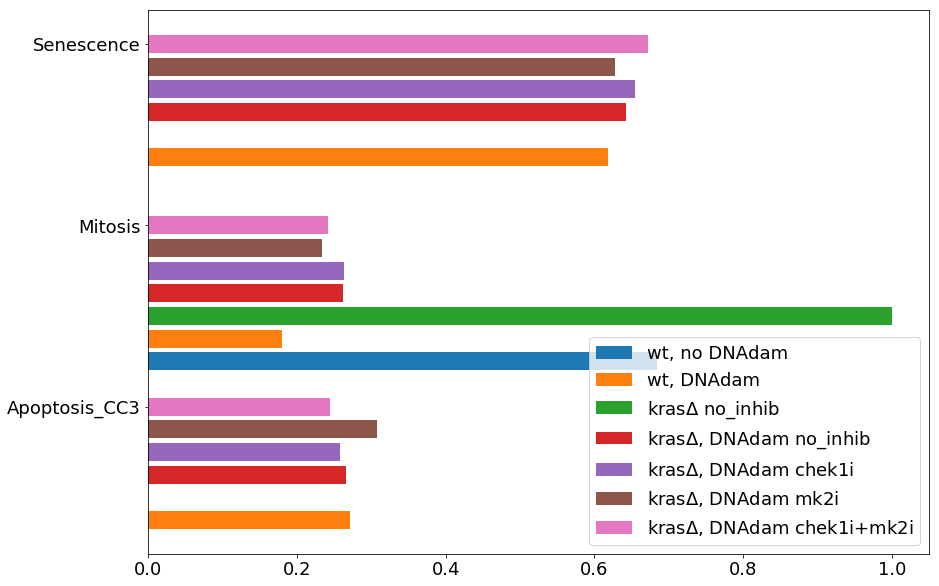 Senescence
Mitosis
Apoptosis_CC3
wt, no DNAdam
wt, DNAdam
krasΔ no_inhib
krasΔ, DNAdam no_inhib
krasΔ, DNAdam chek1i
krasΔ, DNAdam mk2i
krasΔ, DNAdam chek1i+mk2i
0.0 0.2 0.4 0.6 0.8 1.0